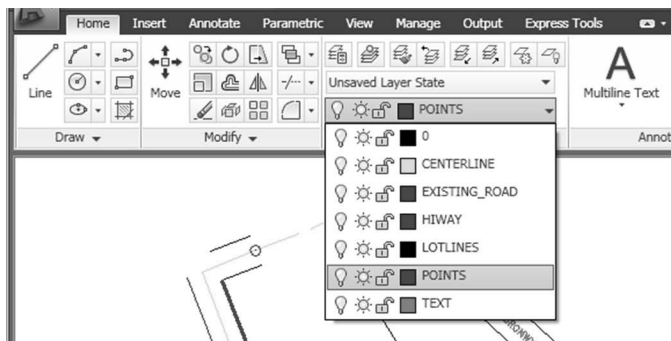 Home Insert Annotate Parametric View Manage Output Express Tools
Line
Move
Unsaved Layer State
A
Multiline Text
POINTS
Draw
Modify
Annot
0
CENTERLINE
EXISTING_ROAD
HIWAY
LOTLINES
POINTS
TEXT